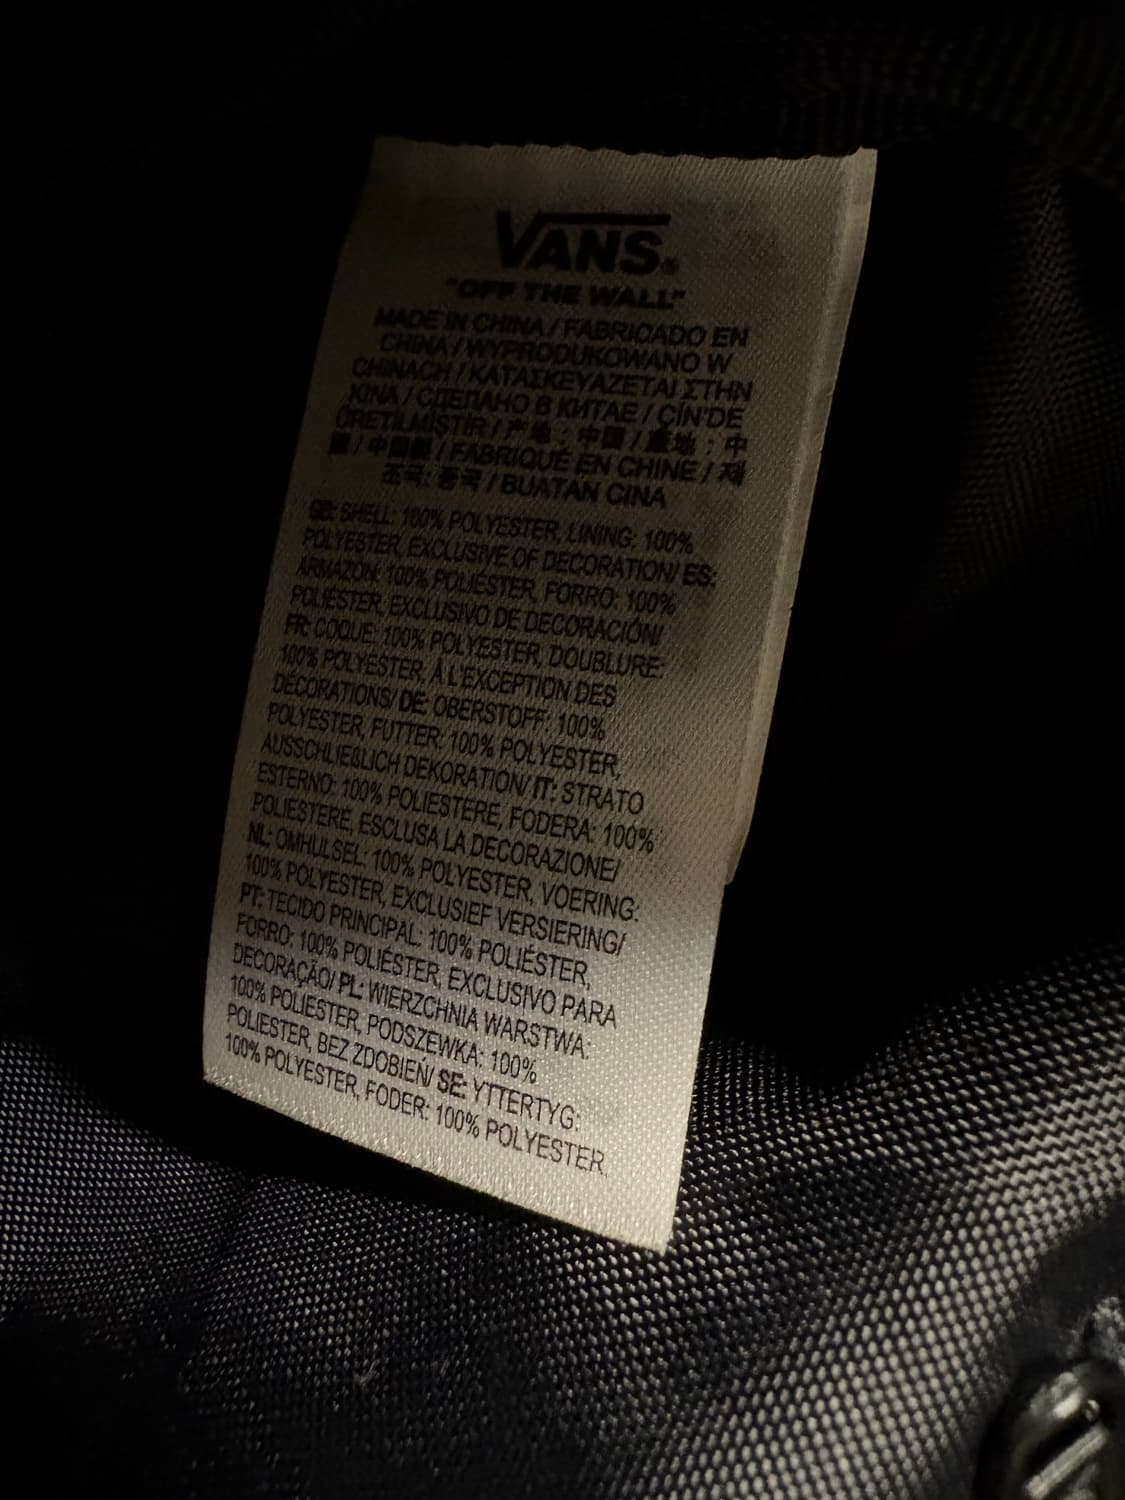 VANS®
"OFF THE WALL"
MADE IN CHINA / FABRICADO EN
CHINA / WYPRODUKOWANO W
CHINACH / ΚΑΤΑΣΚΕΥΑΖΕΤΑΙ ΣΤΗΝ
ΚΙΝΑ / СДЕЛАНО В КИТАЕ / ÇİN'DE
ÜRETİLMİŞTİR / 产地 : 中国 / 產地 : 中
國 / 中国製 / FABRIQUÉ EN CHINE / 제
조국: 중국 / BUATAN CINA
GB: SHELL: 100% POLYESTER, LINING: 100%
POLYESTER, EXCLUSIVE OF DECORATION/ ES:
ARMAZÓN: 100% POLIÉSTER, FORRO: 100%
POLIÉSTER, EXCLUSIVO DE DECORACIÓN/
FR: COQUE: 100% POLYESTER, DOUBLURE:
100% POLYESTER, À L'EXCEPTION DES
DÉCORATIONS/ DE: OBERSTOFF: 100%
POLYESTER, FUTTER: 100% POLYESTER,
AUSSCHLIEßLICH DEKORATION/ IT: STRATO
ESTERNO: 100% POLIESTERE, FODERA: 100%
POLIESTERE, ESCLUSA LA DECORAZIONE/
NL: OMHULSEL: 100% POLYESTER, VOERING:
100% POLYESTER, EXCLUSIEF VERSIERING/
PT: TECIDO PRINCIPAL: 100% POLIÉSTER,
FORRO: 100% POLIÉSTER, EXCLUSIVO PARA
DECORAÇÃO/ PL: WIERZCHNIA WARSTWA:
100% POLIESTER, PODSZEWKA: 100%
POLIESTER, BEZ ZDOBIEŃ/ SE: YTTERTYG:
100% POLYESTER, FODER: 100% POLYESTER,